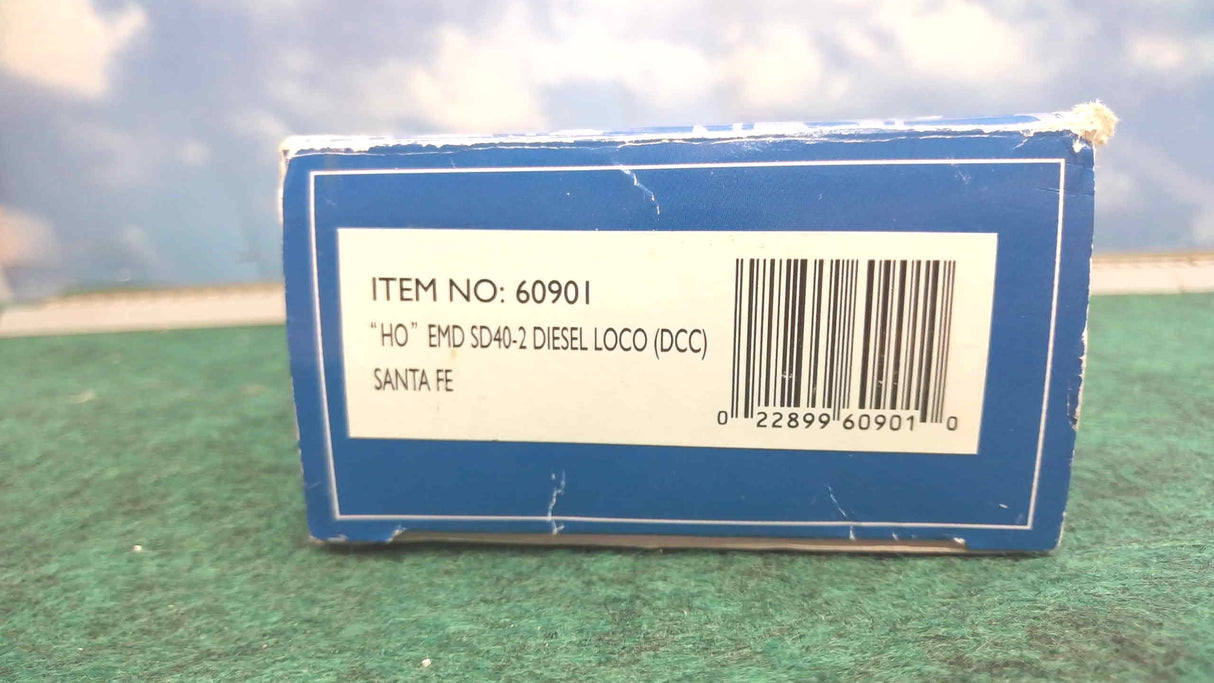 ITEM NO: 60901
“HO” EMD SD40-2 DIESEL LOCO (DCC)
SANTA FE
0 22899 60901 0